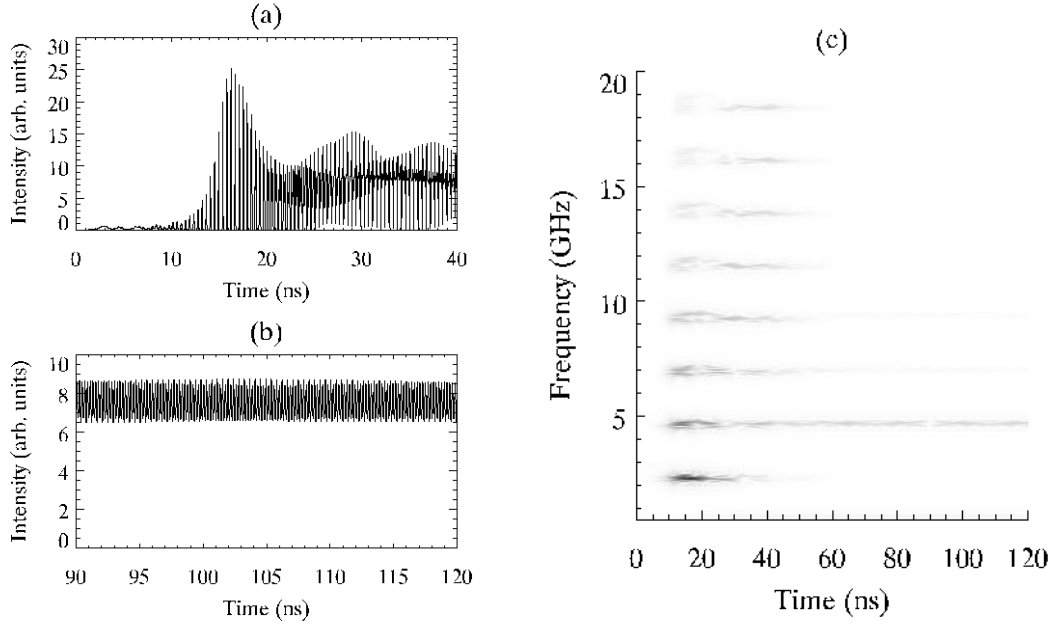 (a)
30
25
20
15
10
5
0
Intensity (arb. units)
0 10 20 30 40
Time (ns)
(b)
10
8
6
4
2
0
Intensity (arb. units)
90 95 100 105 110 115 120
Time (ns)
(c)
20
15
10
5
Frequency (GHz)
0 20 40 60 80 100 120
Time (ns)